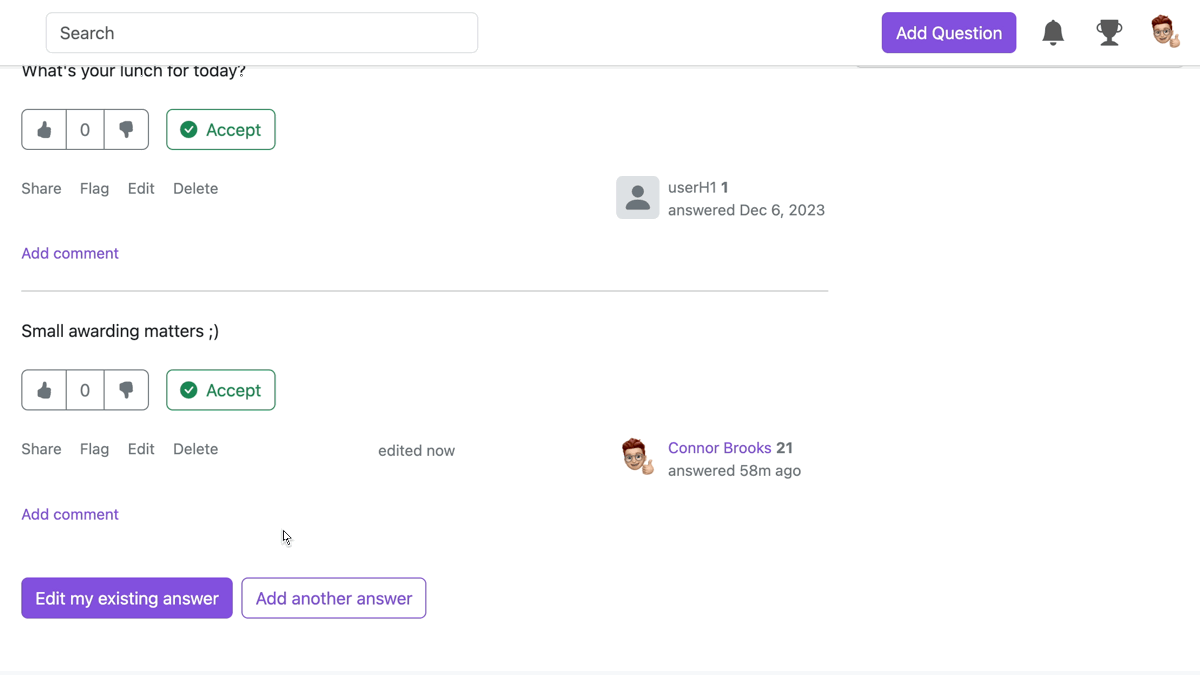 Search
Add Question
What's your lunch for today?
0
Accept
Share Flag Edit Delete
userH1 1
answered Dec 6, 2023
Add comment
Small awarding matters ;)
0
Accept
Share Flag Edit Delete
edited now
Connor Brooks 21
answered 58m ago
Add comment
Edit my existing answer
Add another answer